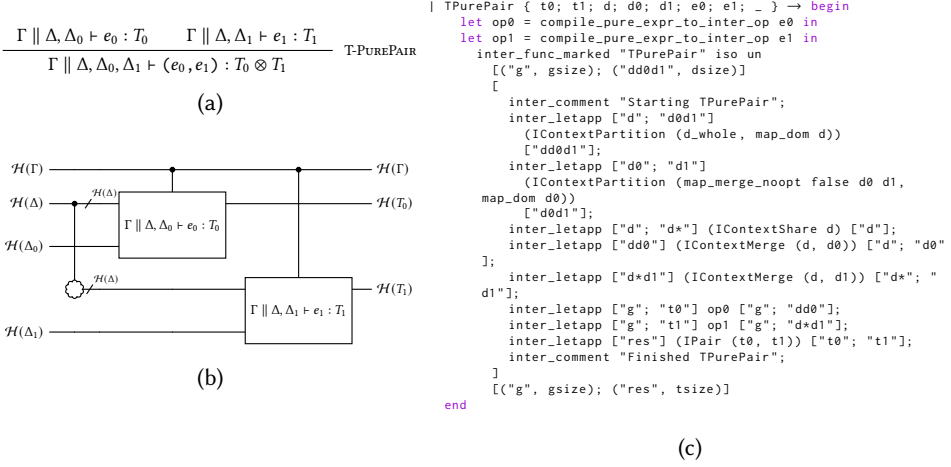 Γ ∥ Δ, Δ0 ⊢ e0 : T0    Γ ∥ Δ, Δ1 ⊢ e1 : T1
Γ ∥ Δ, Δ0, Δ1 ⊢ (e0,e1) : T0 ⊗ T1
T-PurePair
(a)
H(Γ)
H(Γ)
H(Δ)
H(Δ)
H(T0)
Γ ∥ Δ, Δ0 ⊢ e0 : T0
H(Δ0)
H(Δ)
H(T1)
Γ ∥ Δ, Δ1 ⊢ e1 : T1
H(Δ1)
(b)
| TPurePair { t0; t1; d; d0; d1; e0; e1; _ } → begin
let op0 = compile_pure_expr_to_inter_op e0 in
let op1 = compile_pure_expr_to_inter_op e1 in
inter_func_marked "TPurePair" iso un
[("g", gsize); ("dd0d1", dsize)]
[
inter_comment "Starting TPurePair";
inter_letapp ["d"; "d0d1"]
(IContextPartition (d_whole, map_dom d))
["dd0d1"];
inter_letapp ["d0"; "d1"]
(IContextPartition (map_merge_noopt false d0 d1,
map_dom d0))
["d0d1"];
inter_letapp ["d"; "d*"] (IContextShare d) ["d"];
inter_letapp ["dd0"] (IContextMerge (d, d0)) ["d"; "d0"
];
inter_letapp ["d*d1"] (IContextMerge (d, d1)) ["d*"; "
d1"];
inter_letapp ["g"; "t0"] op0 ["g"; "dd0"];
inter_letapp ["g"; "t1"] op1 ["g"; "d*d1"];
inter_letapp ["res"] (IPair (t0, t1)) ["t0"; "t1"];
inter_comment "Finished TPurePair";
]
[("g", gsize); ("res", tsize)]
end
(c)